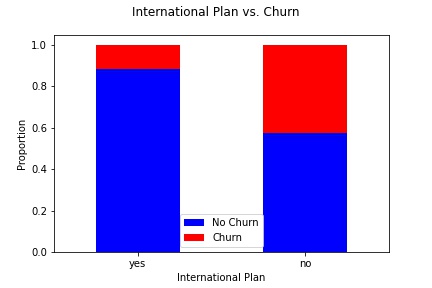 International Plan vs. Churn
1.0
0.8
0.6
0.4
0.2
0.0
Proportion
No Churn
Churn
yes
no
International Plan